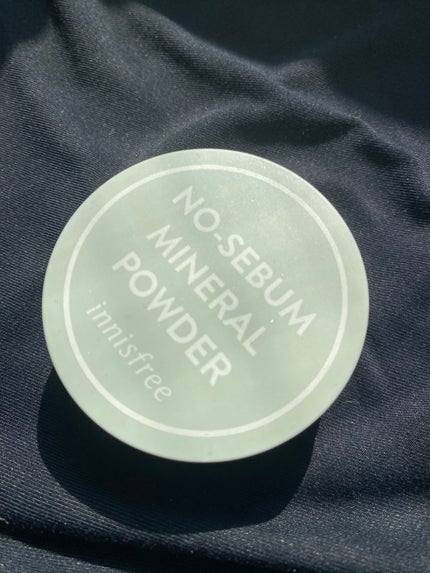 NO-SEBUM
MINERAL
POWDER
innisfree